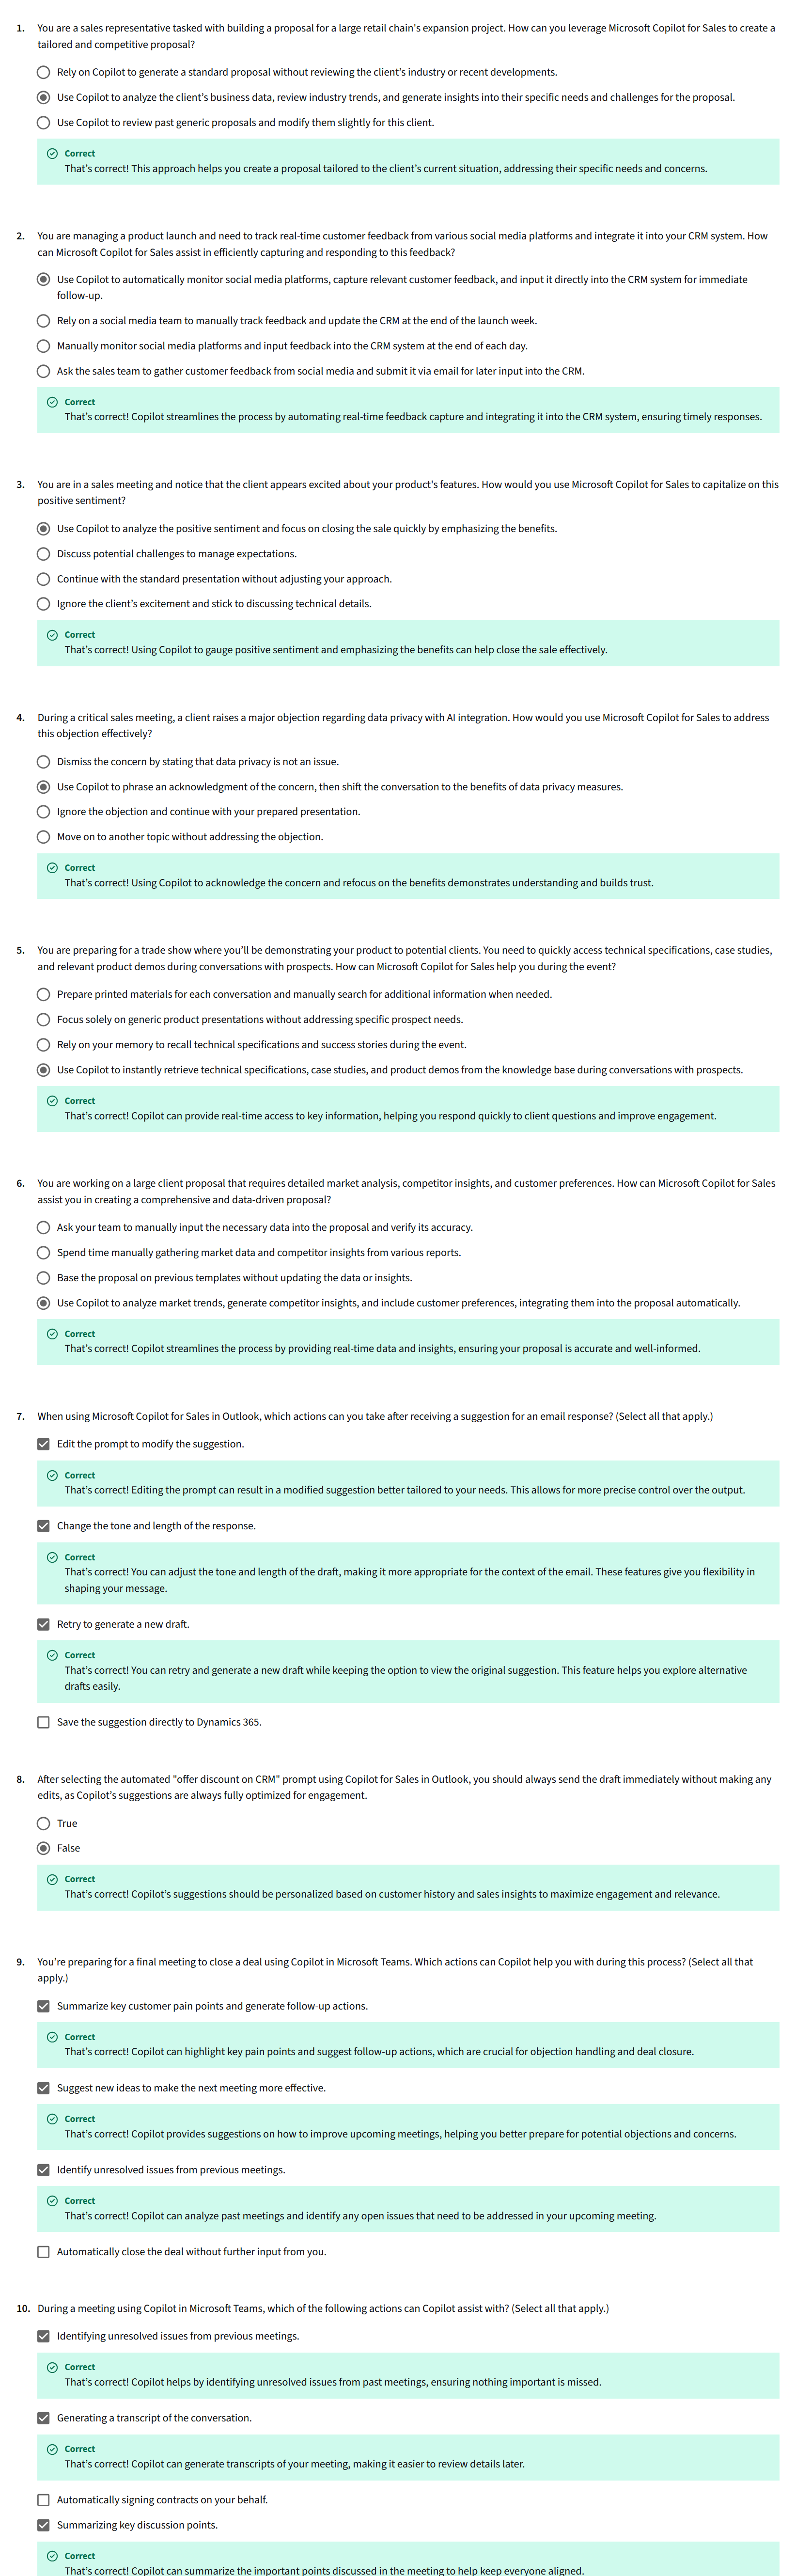 1. You are a sales representative tasked with building a proposal for a large retail chain's expansion project. How can you leverage Microsoft Copilot for Sales to create a
tailored and competitive proposal?
Rely on Copilot to generate a standard proposal without reviewing the client's industry or recent developments.
Use Copilot to analyze the client's business data, review industry trends, and generate insights into their specific needs and challenges for the proposal.
Use Copilot to review past generic proposals and modify them slightly for this client.
Correct
That's correct! This approach helps you create a proposal tailored to the client's current situation, addressing their specific needs and concerns.
2. You are managing a product launch and need to track real-time customer feedback from various social media platforms and integrate it into your CRM system. How
can Microsoft Copilot for Sales assist in efficiently capturing and responding to this feedback?
Use Copilot to automatically monitor social media platforms, capture relevant customer feedback, and input it directly into the CRM system for immediate
follow-up.
Rely on a social media team to manually track feedback and update the CRM at the end of the launch week.
Manually monitor social media platforms and input feedback into the CRM system at the end of each day.
Ask the sales team to gather customer feedback from social media and submit it via email for later input into the CRM.
Correct
That's correct! Copilot streamlines the process by automating real-time feedback capture and integrating it into the CRM system, ensuring timely responses.
3. You are in a sales meeting and notice that the client appears excited about your product's features. How would you use Microsoft Copilot for Sales to capitalize on this
positive sentiment?
Use Copilot to analyze the positive sentiment and focus on closing the sale quickly by emphasizing the benefits.
Discuss potential challenges to manage expectations.
Continue with the standard presentation without adjusting your approach.
Ignore the client's excitement and stick to discussing technical details.
Correct
That's correct! Using Copilot to gauge positive sentiment and emphasizing the benefits can help close the sale effectively.
4. During a critical sales meeting, a client raises a major objection regarding data privacy with AI integration. How would you use Microsoft Copilot for Sales to address
this objection effectively?
Dismiss the concern by stating that data privacy is not an issue.
Use Copilot to phrase an acknowledgment of the concern, then shift the conversation to the benefits of data privacy measures.
Ignore the objection and continue with your prepared presentation.
Move on to another topic without addressing the objection.
Correct
That's correct! Using Copilot to acknowledge the concern and refocus on the benefits demonstrates understanding and builds trust.
5. You are preparing for a trade show where you'll be demonstrating your product to potential clients. You need to quickly access technical specifications, case studies,
and relevant product demos during conversations with prospects. How can Microsoft Copilot for Sales help you during the event?
Prepare printed materials for each conversation and manually search for additional information when needed.
Focus solely on generic product presentations without addressing specific prospect needs.
Rely on your memory to recall technical specifications and success stories during the event.
Use Copilot to instantly retrieve technical specifications, case studies, and product demos from the knowledge base during conversations with prospects.
Correct
That's correct! Copilot can provide real-time access to key information, helping you respond quickly to client questions and improve engagement.
6. You are working on a large client proposal that requires detailed market analysis, competitor insights, and customer preferences. How can Microsoft Copilot for Sales
assist you in creating a comprehensive and data-driven proposal?
Ask your team to manually input the necessary data into the proposal and verify its accuracy.
Spend time manually gathering market data and competitor insights from various reports.
Base the proposal on previous templates without updating the data or insights.
Use Copilot to analyze market trends, generate competitor insights, and include customer preferences, integrating them into the proposal automatically.
Correct
That's correct! Copilot streamlines the process by providing real-time data and insights, ensuring your proposal is accurate and well-informed.
7. When using Microsoft Copilot for Sales in Outlook, which actions can you take after receiving a suggestion for an email response? (Select all that apply.)
Edit the prompt to modify the suggestion.
Correct
That's correct! Editing the prompt can result in a modified suggestion better tailored to your needs. This allows for more precise control over the output.
Change the tone and length of the response.
Correct
That's correct! You can adjust the tone and length of the draft, making it more appropriate for the context of the email. These features give you flexibility in
shaping your message.
Retry to generate a new draft.
Correct
That's correct! You can retry and generate a new draft while keeping the option to view the original suggestion. This feature helps you explore alternative
drafts easily.
Save the suggestion directly to Dynamics 365.
8. After selecting the automated "offer discount on CRM" prompt using Copilot for Sales in Outlook, you should always send the draft immediately without making any
edits, as Copilot's suggestions are always fully optimized for engagement.
True
False
Correct
That's correct! Copilot's suggestions should be personalized based on customer history and sales insights to maximize engagement and relevance.
9. You're preparing for a final meeting to close a deal using Copilot in Microsoft Teams. Which actions can Copilot help you with during this process? (Select all that
apply.)
Summarize key customer pain points and generate follow-up actions.
Correct
That's correct! Copilot can highlight key pain points and suggest follow-up actions, which are crucial for objection handling and deal closure.
Suggest new ideas to make the next meeting more effective.
Correct
That's correct! Copilot provides suggestions on how to improve upcoming meetings, helping you better prepare for potential objections and concerns.
Identify unresolved issues from previous meetings.
Correct
That's correct! Copilot can analyze past meetings and identify any open issues that need to be addressed in your upcoming meeting.
Automatically close the deal without further input from you.
10. During a meeting using Copilot in Microsoft Teams, which of the following actions can Copilot assist with? (Select all that apply.)
Identifying unresolved issues from previous meetings.
Correct
That's correct! Copilot helps by identifying unresolved issues from past meetings, ensuring nothing important is missed.
Generating a transcript of the conversation.
Correct
That's correct! Copilot can generate transcripts of your meeting, making it easier to review details later.
Automatically signing contracts on your behalf.
Summarizing key discussion points.
Correct
That's correct! Copilot can summarize the important points discussed in the meeting to help keep everyone aligned.